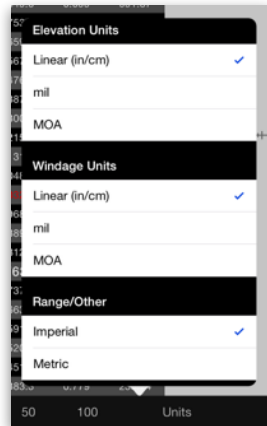 Elevation Units
Linear (in/cm)
mil
MOA
Windage Units
Linear (in/cm)
mil
MOA
Range/Other
Imperial
Metric
50 100 Units